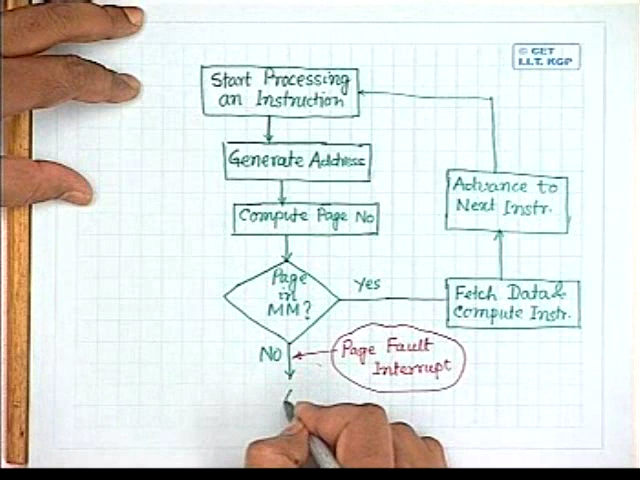 © CET
I.I.T. KGP
Start Processing
an Instruction
Generate Address
Compute Page No
Page
in
MM?
Yes
Fetch Data &
Compute Instr.
Advance to
Next Instr.
NO
Page Fault
Interrupt